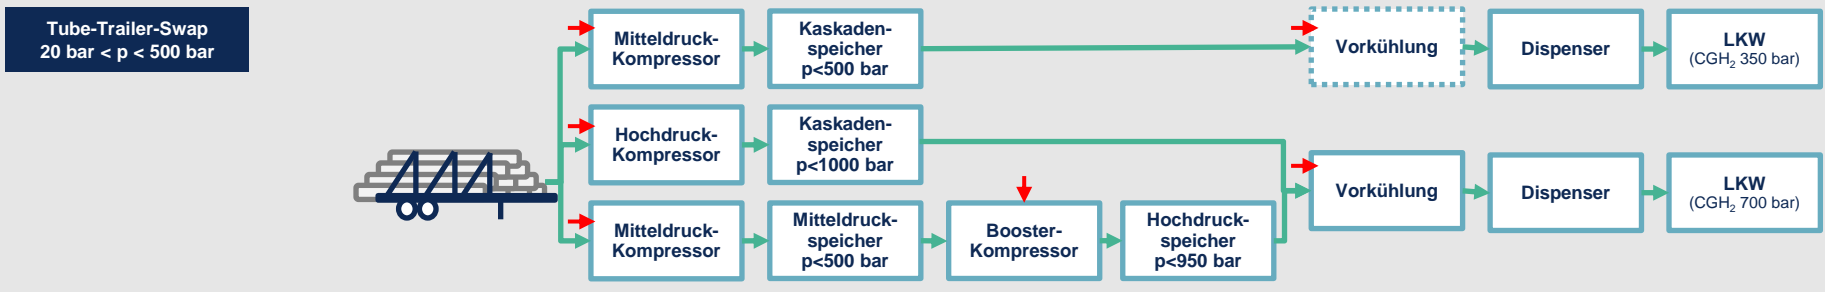 Tube-Trailer-Swap
20 bar < p < 500 bar
Mitteldruck-
Kompressor
Kaskaden-
speicher
p<500 bar
Vorkühlung
Dispenser
LKW
(CGH₂ 350 bar)
Hochdruck-
Kompressor
Kaskaden-
speicher
p<1000 bar
Mitteldruck-
Kompressor
Mitteldruck-
speicher
p<500 bar
Booster-
Kompressor
Hochdruck-
speicher
p<950 bar
Vorkühlung
Dispenser
LKW
(CGH₂ 700 bar)